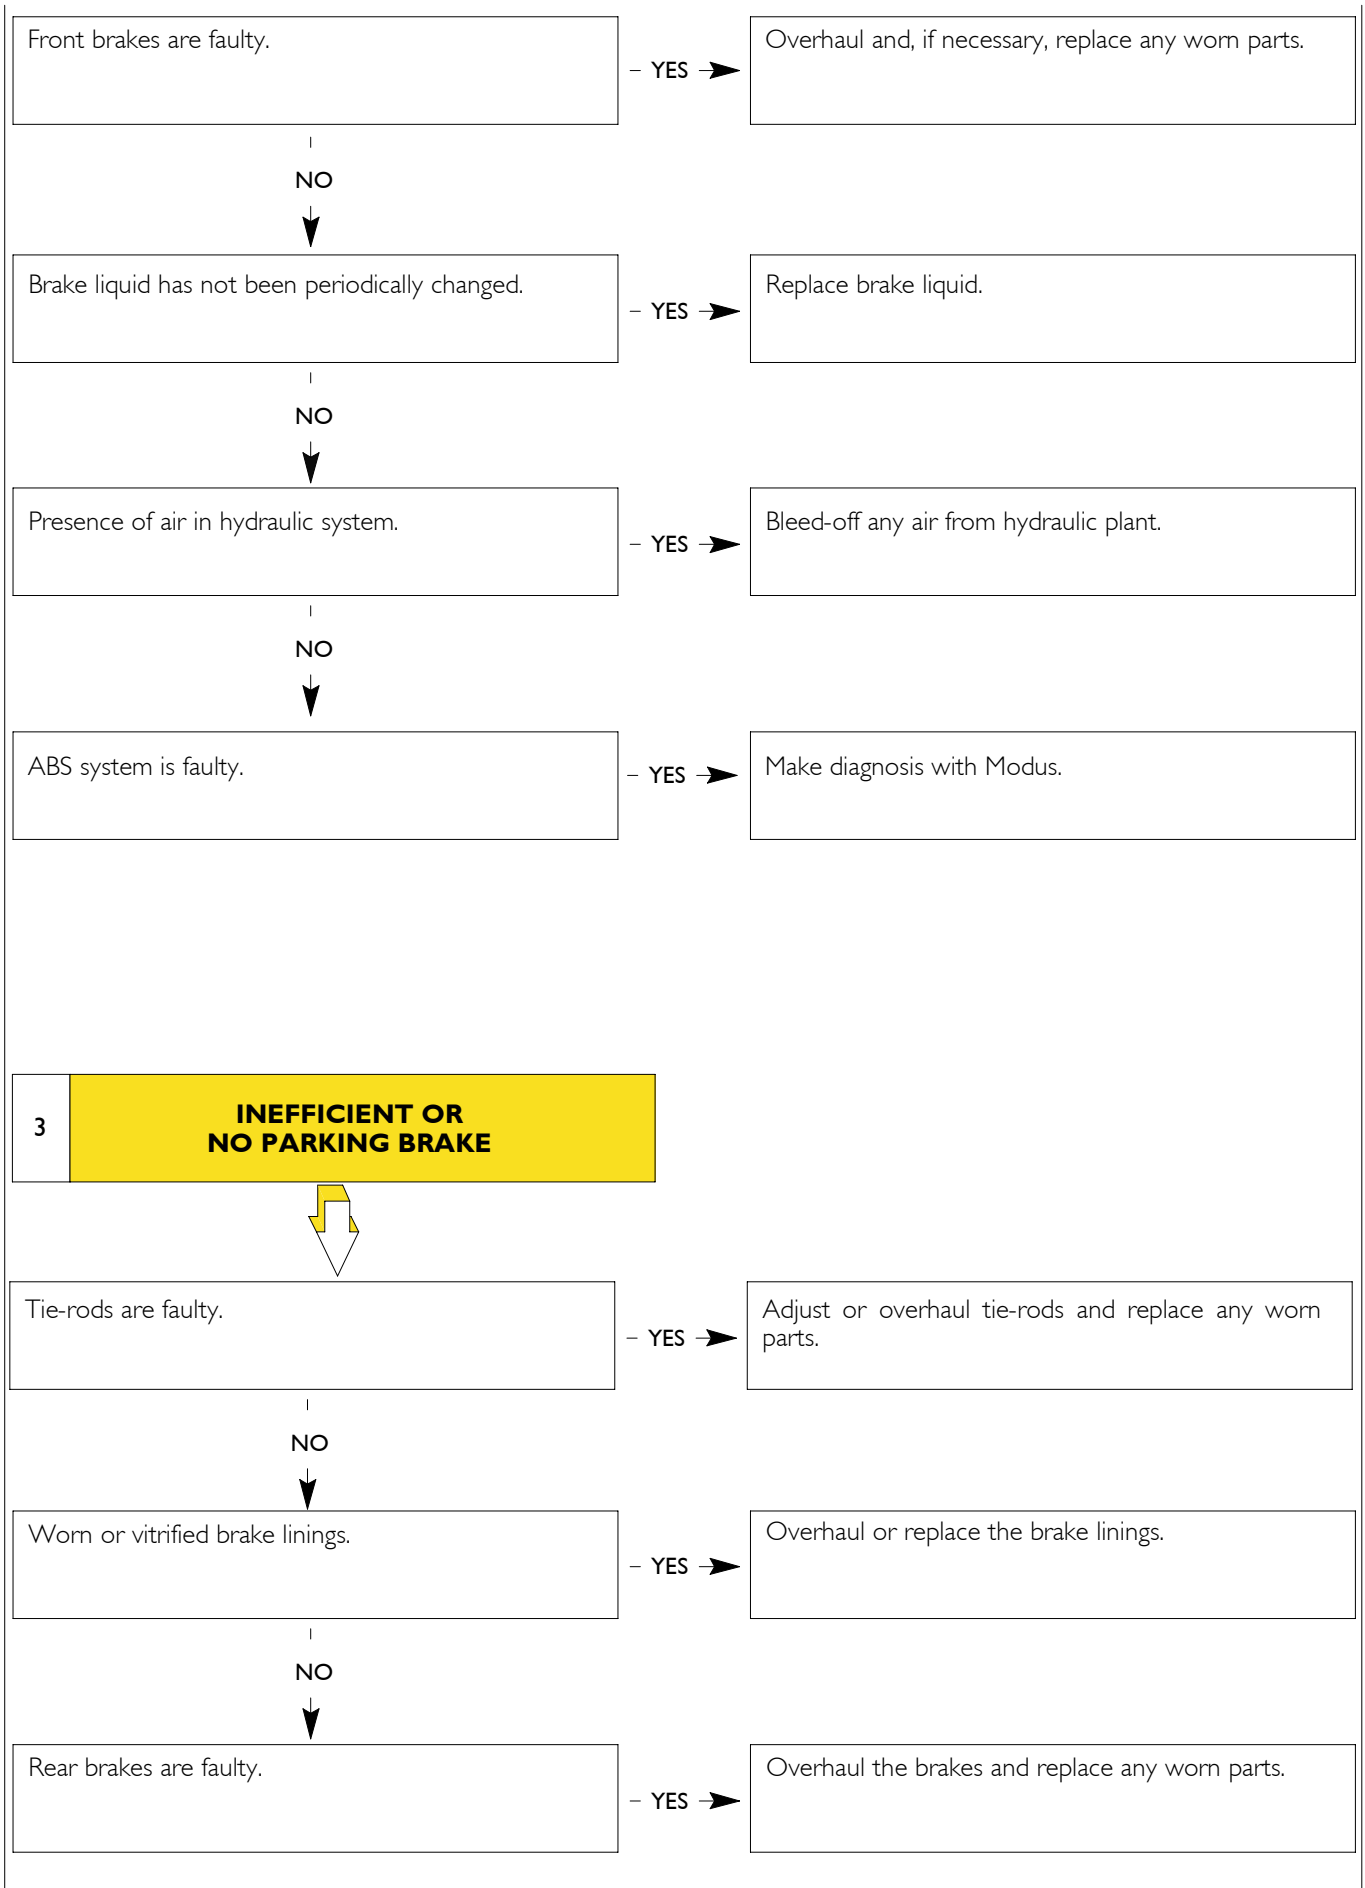 Front brakes are faulty.
YES
Overhaul and, if necessary, replace any worn parts.
NO
Brake liquid has not been periodically changed.
YES
Replace brake liquid.
NO
Presence of air in hydraulic system.
YES
Bleed-off any air from hydraulic plant.
NO
ABS system is faulty.
YES
Make diagnosis with Modus.
3
INEFFICIENT OR
NO PARKING BRAKE
Tie-rods are faulty.
YES
Adjust or overhaul tie-rods and replace any worn
parts.
NO
Worn or vitrified brake linings.
YES
Overhaul or replace the brake linings.
NO
Rear brakes are faulty.
YES
Overhaul the brakes and replace any worn parts.